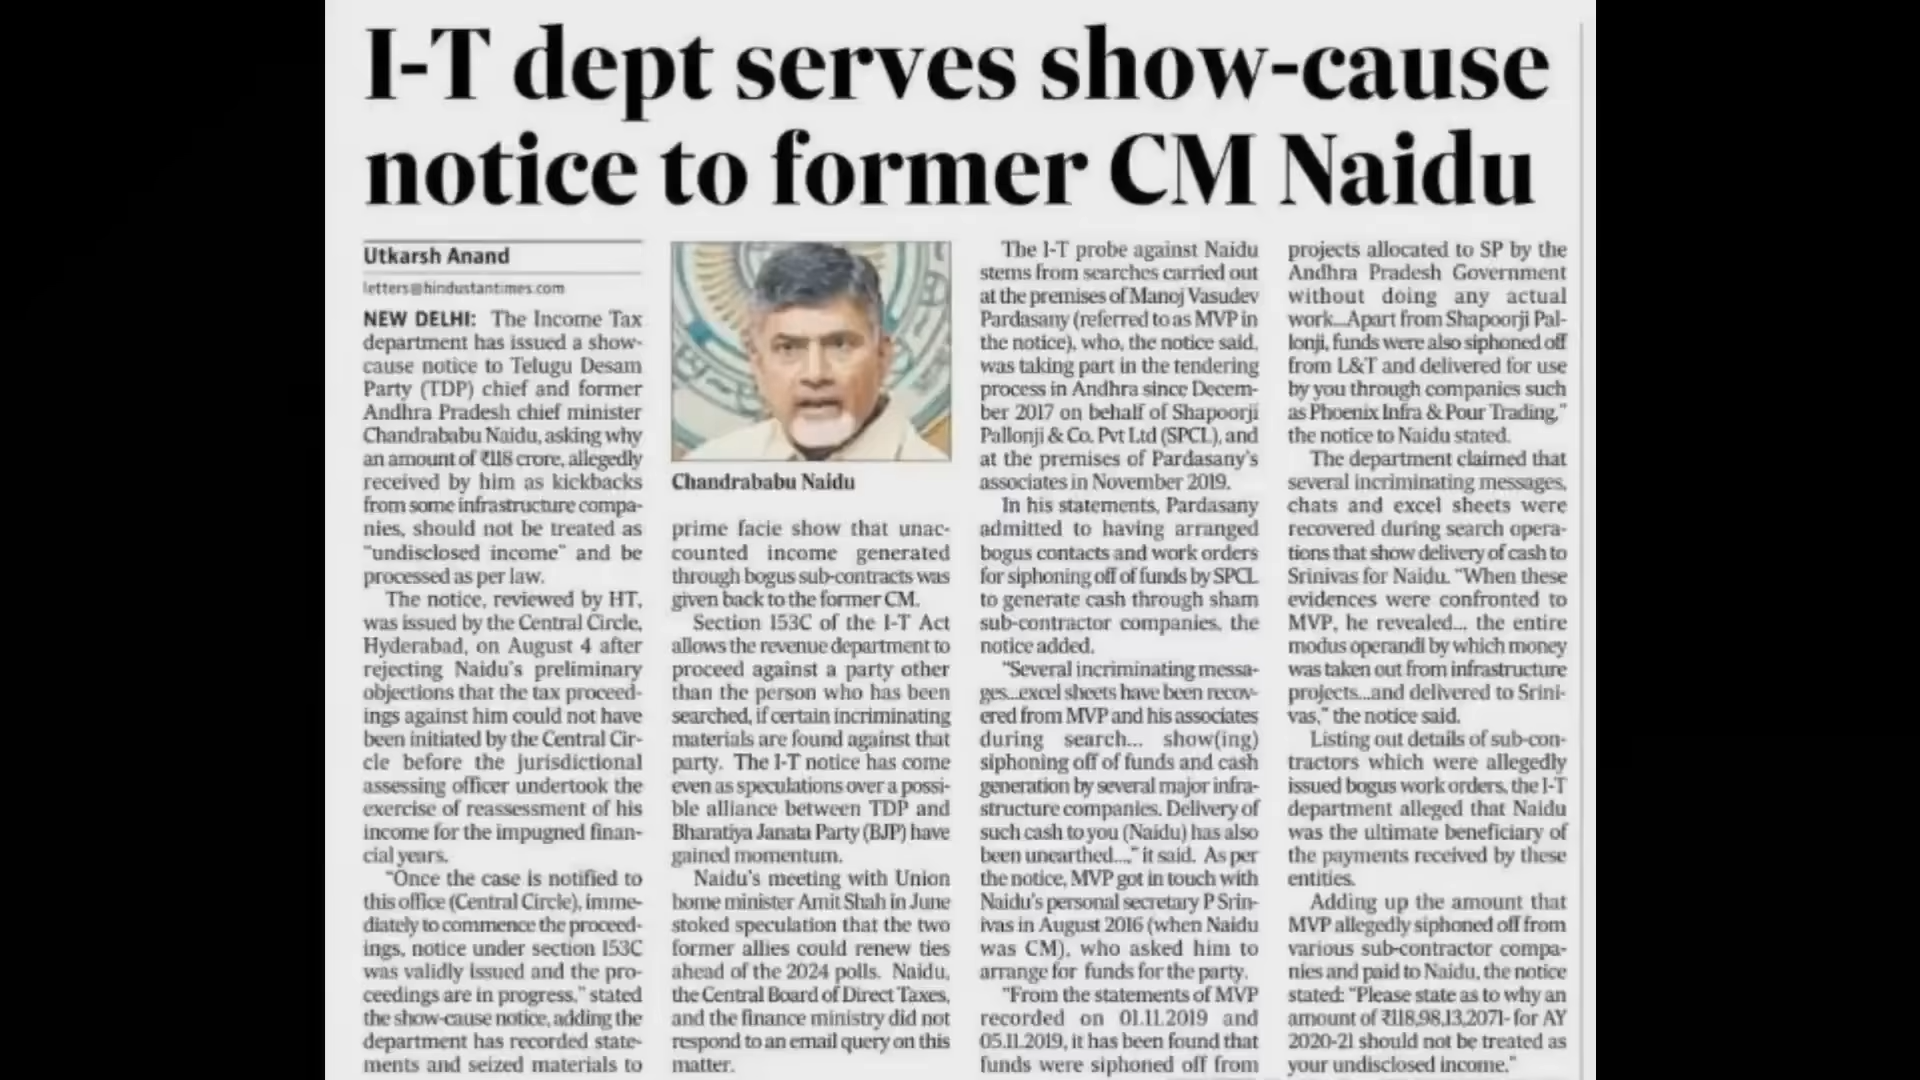 I-T dept serves show-cause
notice to former CM Naidu
Utkarsh Anand
letters@hindustantimes.com
NEW DELHI: The Income Tax
department has issued a show-
cause notice to Telugu Desam
Party (TDP) chief and former
Andhra Pradesh chief minister
Chandrababu Naidu, asking why
an amount of ₹118 crore, allegedly
received by him as kickbacks
from some infrastructure compa-
nies, should not be treated as
"undisclosed income" and be
processed as per law.
The notice, reviewed by HT,
was issued by the Central Circle,
Hyderabad, on August 4 after
rejecting Naidu's preliminary
objections that the tax proceed-
ings against him could not have
been initiated by the Central Cir-
cle before the jurisdictional
assessing officer undertook the
exercise of reassessment of his
income for the impugned finan-
cial years.
"Once the case is notified to
this office (Central Circle), imme-
diately to commence the proceed-
ings, notice under section 153C
was validly issued and the pro-
ceedings are in progress," stated
the show-cause notice, adding the
department has recorded state-
ments and seized materials to
Chandrababu Naidu
prime facie show that unac-
counted income generated
through bogus sub-contracts was
given back to the former CM.
Section 153C of the I-T Act
allows the revenue department to
proceed against a party other
than the person who has been
searched, if certain incriminating
materials are found against that
party. The I-T notice has come
even as speculations over a possi-
ble alliance between TDP and
Bharatiya Janata Party (BJP) have
gained momentum.
Naidu's meeting with Union
home minister Amit Shah in June
stoked speculation that the two
former allies could renew ties
ahead of the 2024 polls. Naidu,
the Central Board of Direct Taxes,
and the finance ministry did not
respond to an email query on this
matter.
The I-T probe against Naidu
stems from searches carried out
at the premises of Manoj Vasudev
Pardasany (referred to as MVP in
the notice), who, the notice said,
was taking part in the tendering
process in Andhra since Decem-
ber 2017 on behalf of Shapoorji
Pallonji & Co. Pvt Ltd (SPCL), and
at the premises of Pardasany's
associates in November 2019.
In his statements, Pardasany
admitted to having arranged
bogus contacts and work orders
for siphoning off of funds by SPCL
to generate cash through sham
sub-contractor companies, the
notice added.
"Several incriminating messa-
ges...excel sheets have been recov-
ered from MVP and his associates
during search... show(ing)
siphoning off of funds and cash
generation by several major infra-
structure companies. Delivery of
such cash to you (Naidu) has also
been unearthed...," it said. As per
the notice, MVP got in touch with
Naidu's personal secretary P Srin-
ivas in August 2016 (when Naidu
was CM), who asked him to
arrange for funds for the party.
"From the statements of MVP
recorded on 01.11.2019 and
05.11.2019, it has been found that
funds were siphoned off from
projects allocated to SP by the
Andhra Pradesh Government
without doing any actual
work...Apart from Shapoorji Pal-
lonji, funds were also siphoned off
from L&T and delivered for use
by you through companies such
as Phoenix Infra & Pour Trading,"
the notice to Naidu stated.
The department claimed that
several incriminating messages,
chats and excel sheets were
recovered during search opera-
tions that show delivery of cash to
Srinivas for Naidu. "When these
evidences were confronted to
MVP, he revealed... the entire
modus operandi by which money
was taken out from infrastructure
projects...and delivered to Srini-
vas," the notice said.
Listing out details of sub-con-
tractors which were allegedly
issued bogus work orders, the I-T
department alleged that Naidu
was the ultimate beneficiary of
the payments received by these
entities.
Adding up the amount that
MVP allegedly siphoned off from
various sub-contractor compa-
nies and paid to Naidu, the notice
stated: "Please state as to why an
amount of ₹118,98,13,207/- for AY
2020-21 should not be treated as
your undisclosed income."